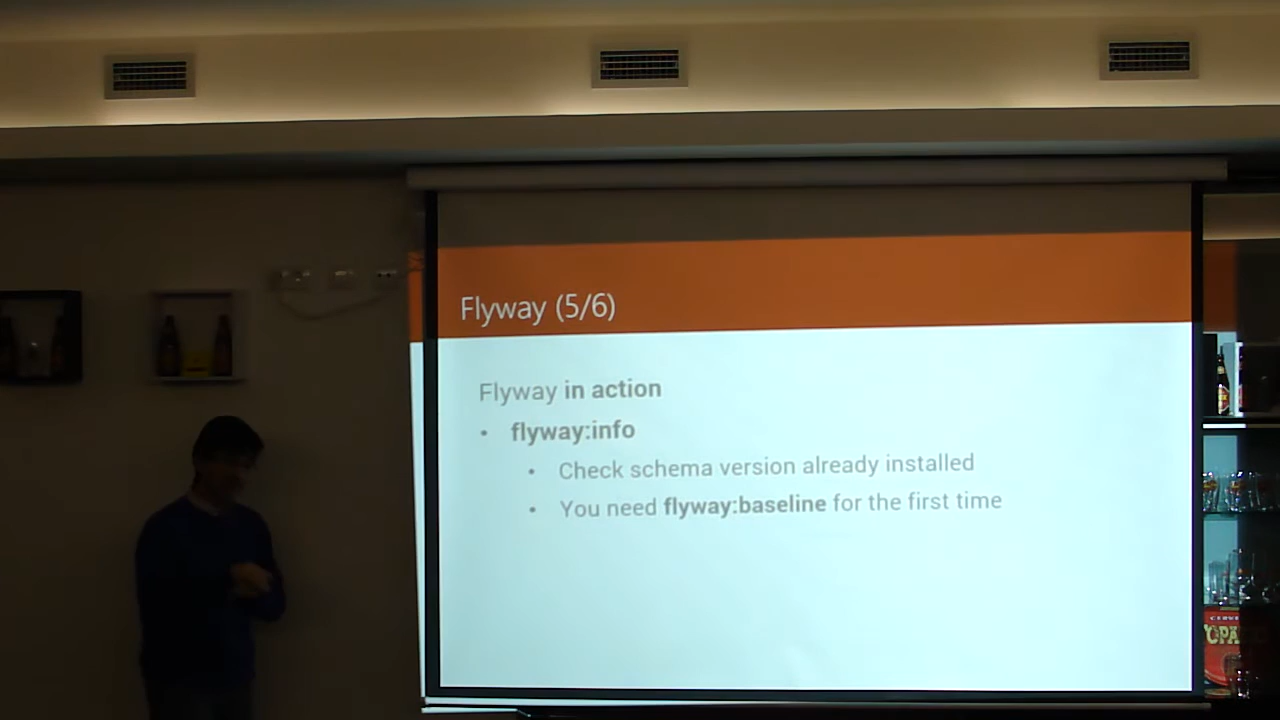 Flyway (5/6)
Flyway in action
• flyway:info
• Check schema version already installed
• You need flyway:baseline for the first time